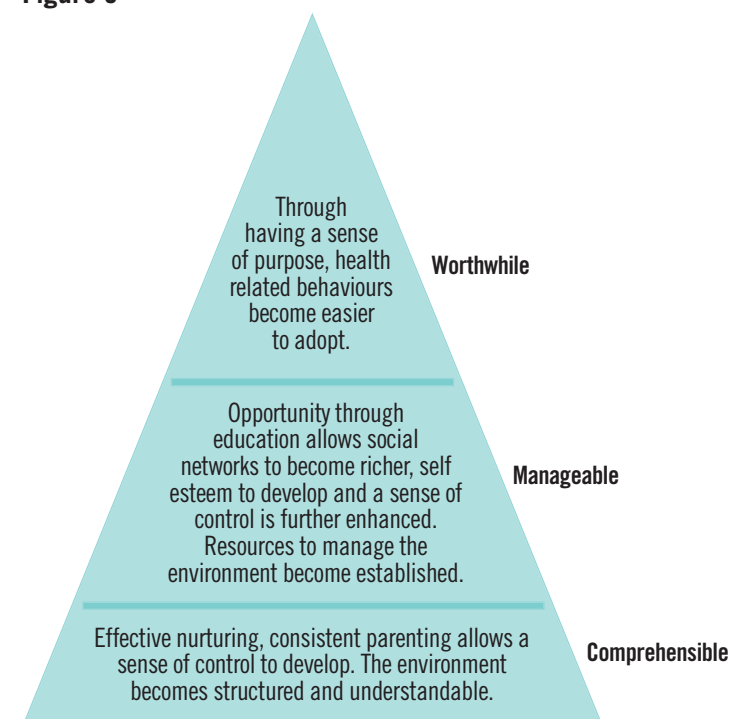 Through
having a sense
of purpose, health
related behaviours
become easier
to adopt.
Worthwhile
Opportunity through
education allows social
networks to become richer, self
esteem to develop and a sense of
control is further enhanced.
Resources to manage the
environment become established.
Manageable
Effective nurturing, consistent parenting allows a
sense of control to develop. The environment
becomes structured and understandable.
Comprehensible